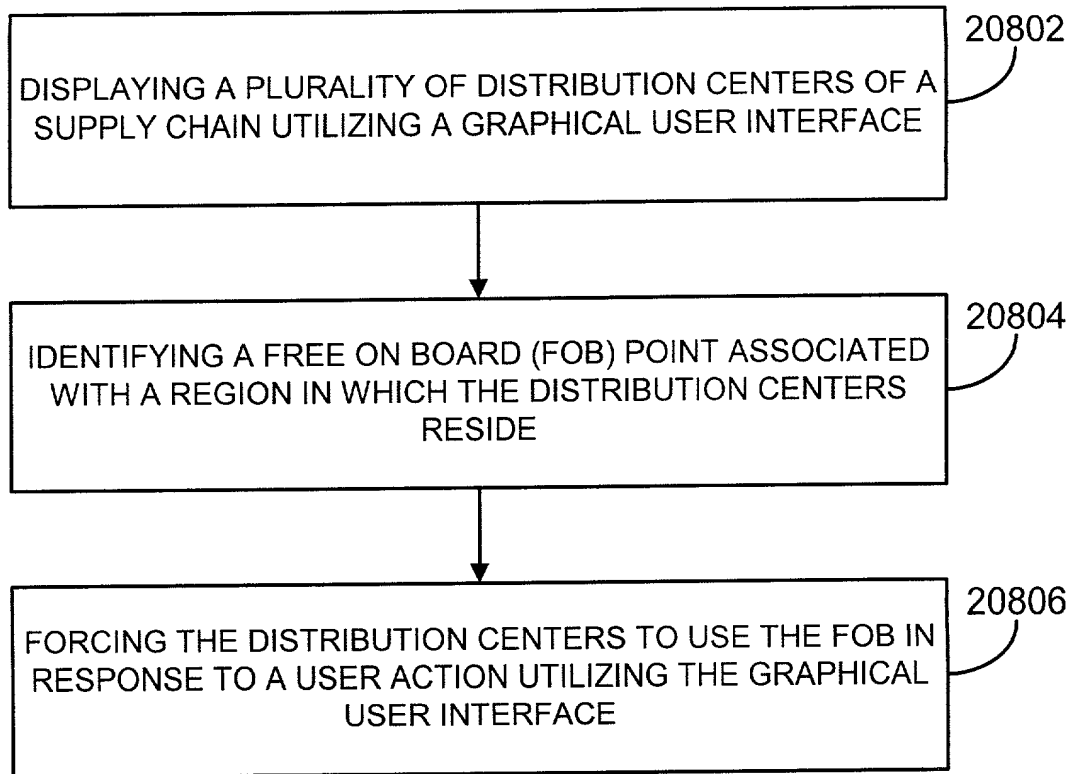 20802
DISPLAYING A PLURALITY OF DISTRIBUTION CENTERS OF A
SUPPLY CHAIN UTILIZING A GRAPHICAL USER INTERFACE
20804
IDENTIFYING A FREE ON BOARD (FOB) POINT ASSOCIATED
WITH A REGION IN WHICH THE DISTRIBUTION CENTERS
RESIDE
20806
FORCING THE DISTRIBUTION CENTERS TO USE THE FOB IN
RESPONSE TO A USER ACTION UTILIZING THE GRAPHICAL
USER INTERFACE